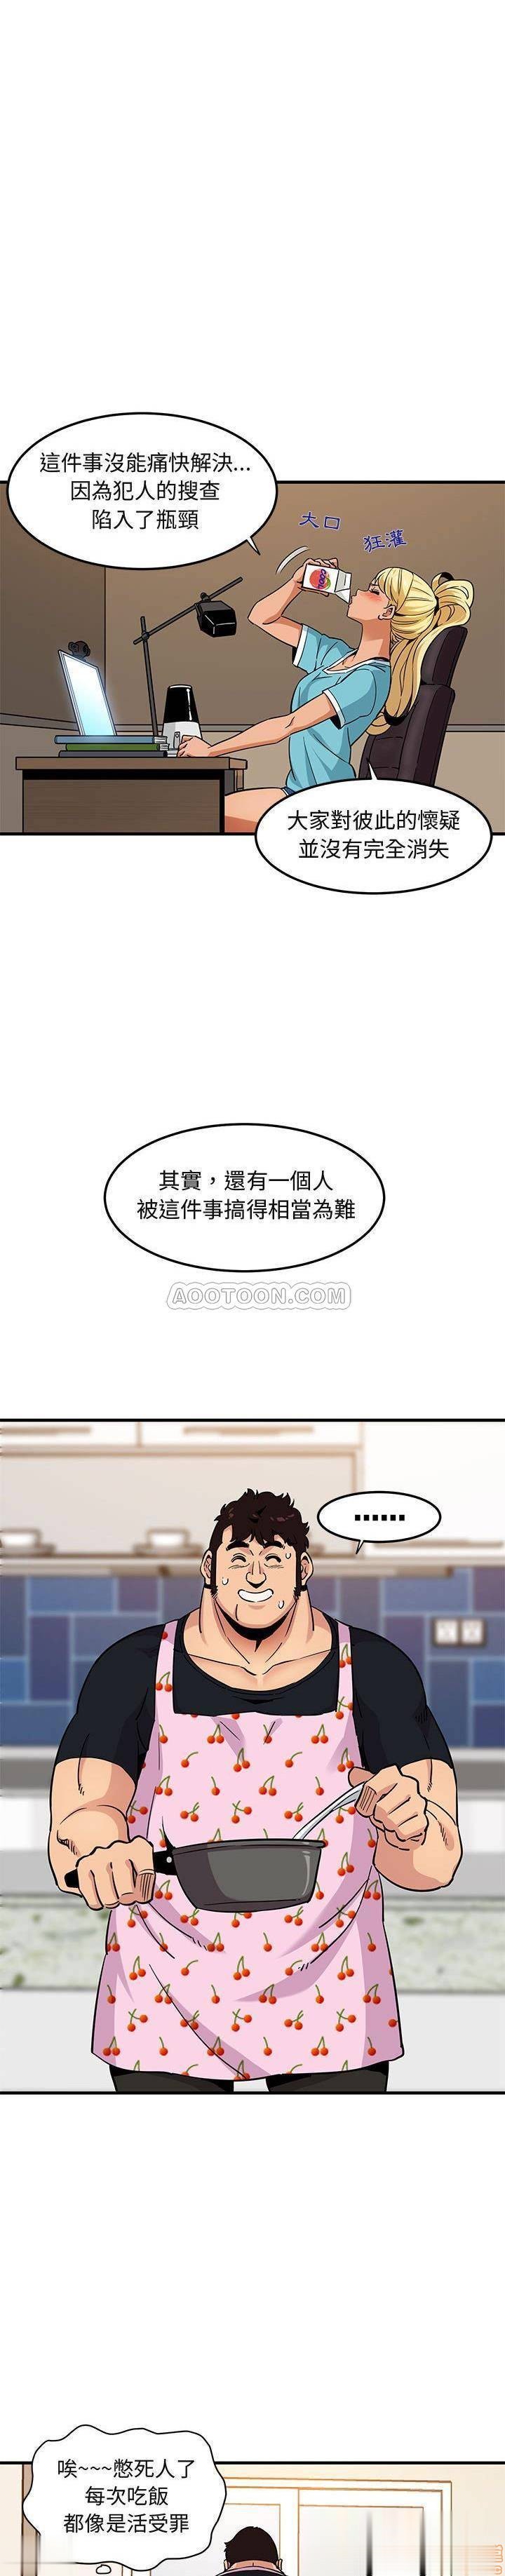 這件事沒能痛快解決...
因為犯人的搜查
陷入了瓶頸
大口
狂灌
大家對彼此的懷疑
並沒有完全消失
其實，還有一個人
被這件事搞得相當為難
AOOTOON.COM
......
唉~~~憋死人了
每次吃飯
都像是活受罪